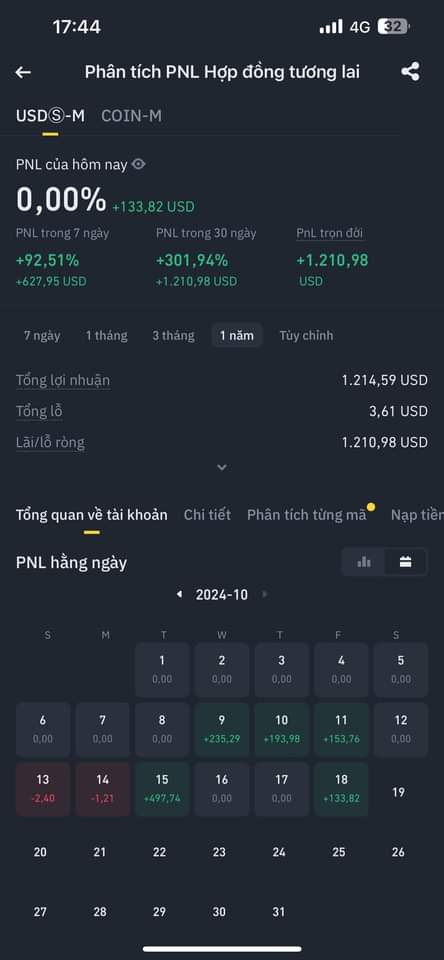 17:44 4G 32
Phân tích PNL Hợp đồng tương lai
USDⓈ-M COIN-M
PNL của hôm nay
0,00% +133,82 USD
PNL trong 7 ngày PNL trong 30 ngày PnL trọn đời
+92,51% +301,94% +1.210,98
+627,95 USD +1.210,98 USD USD
7 ngày 1 tháng 3 tháng 1 năm Tùy chỉnh
Tổng lợi nhuận 1.214,59 USD
Tổng lỗ 3,61 USD
Lãi/lỗ ròng 1.210,98 USD
Tổng quan về tài khoản Chi tiết Phân tích từng mã Nạp tiền
PNL hằng ngày
2024-10
S M T W T F S
1 2 3 4 5
0,00 0,00 0,00 0,00 0,00
6 7 8 9 10 11 12
0,00 0,00 0,00 +235,29 +193,98 +153,76 0,00
13 14 15 16 17 18 19
-2,40 -1,21 +497,74 0,00 0,00 +133,82
20 21 22 23 24 25 26
27 28 29 30 31